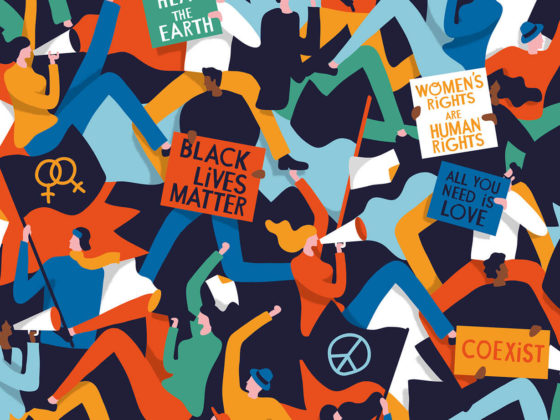 THE
EARTH
WOMEN'S
RiGHTS
ARE
HUMAN
RIGHTS
BLACK
LiVES
MATTER
ALL YOU
NEED iS
LOVE
COEXiST